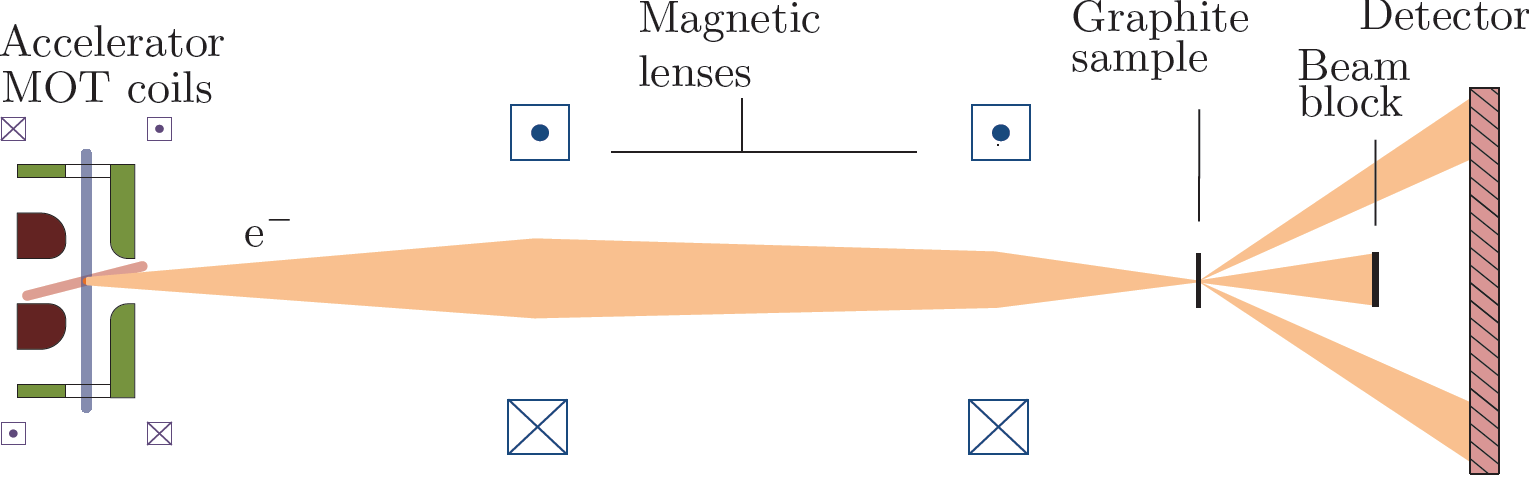 Accelerator
MOT coils
e⁻
Magnetic
lenses
Graphite
sample
Beam
block
Detector